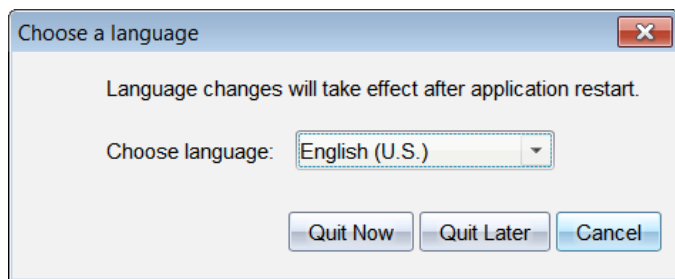 Choose a language
Language changes will take effect after application restart.
Choose language: English (U.S.)
Quit Now Quit Later Cancel